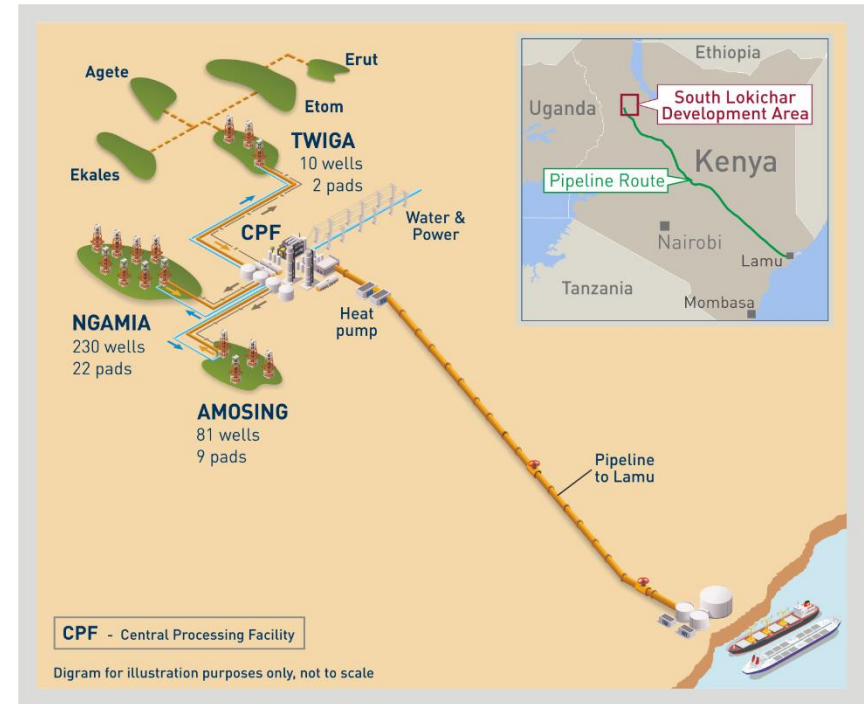 Agete
Erut
Etom
Ekales
TWIGA
10 wells
2 pads
CPF
Water &
Power
NGAMIA
230 wells
22 pads
Heat
pump
AMOSING
81 wells
9 pads
Pipeline
to Lamu
CPF - Central Processing Facility
Digram for illustration purposes only, not to scale
Ethiopia
Uganda
South Lokichar
Development Area
Kenya
Pipeline Route
Nairobi
Lamu
Tanzania
Mombasa